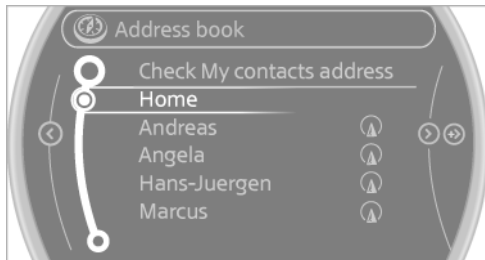 Address book
Check My contacts address
Home
Andreas
Angela
Hans-Juergen
Marcus